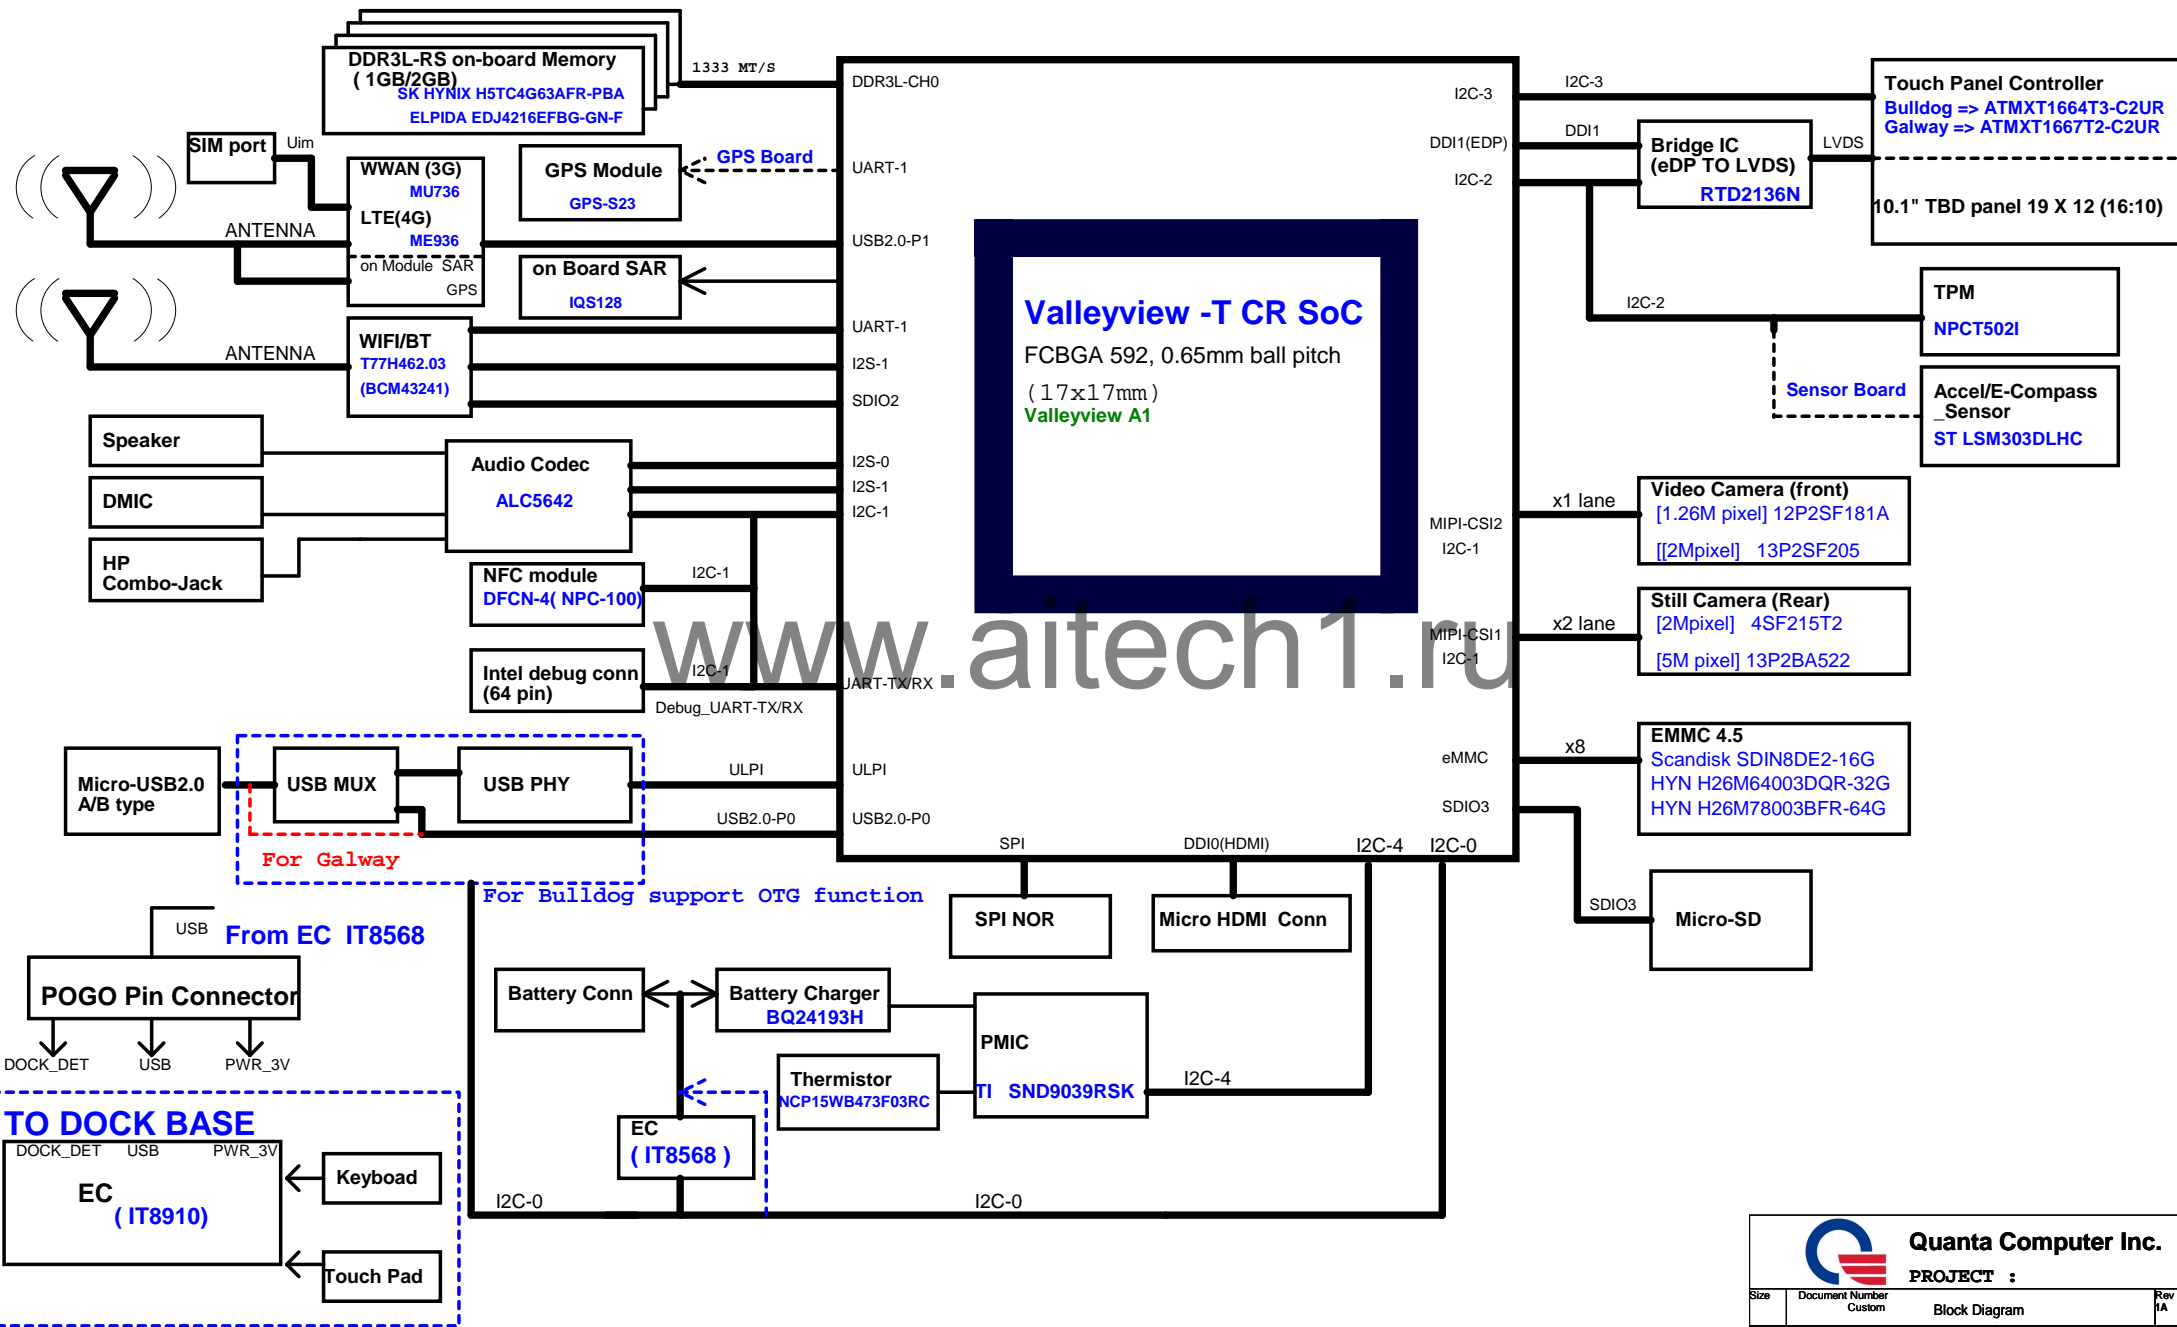 DDR3L-RS on-board Memory
( 1GB/2GB)
SK HYNIX H5TC4G63AFR-PBA
ELPIDA EDJ4216EFBG-GN-F
1333 MT/S
DDR3L-CH0
SIM port
Uim
WWAN (3G)
MU736
LTE(4G)
ME936
on Module SAR
GPS
ANTENNA
GPS Module
GPS-S23
GPS Board
UART-1
USB2.0-P1
on Board SAR
IQS128
ANTENNA
WIFI/BT
T77H462.03
(BCM43241)
UART-1
I2S-1
SDIO2
Speaker
DMIC
HP
Combo-Jack
Audio Codec
ALC5642
I2S-0
I2S-1
I2C-1
NFC module
DFCN-4( NPC-100)
I2C-1
Intel debug conn
(64 pin)
I2C-1
Debug_UART-TX/RX
UART-TX/RX
Micro-USB2.0
A/B type
USB MUX
USB PHY
ULPI
ULPI
USB2.0-P0
USB2.0-P0
For Galway
For Bulldog support OTG function
Valleyview -T CR SoC
FCBGA 592, 0.65mm ball pitch
(17x17mm)
Valleyview A1
www.aitech1.ru
I2C-3
I2C-3
Touch Panel Controller
Bulldog => ATMXT1664T3-C2UR
Galway => ATMXT1667T2-C2UR
10.1" TBD panel 19 X 12 (16:10)
DDI1(EDP)
DDI1
I2C-2
Bridge IC
(eDP TO LVDS)
RTD2136N
LVDS
I2C-2
TPM
NPCT502I
Sensor Board
Accel/E-Compass
_Sensor
ST LSM303DLHC
MIPI-CSI2
I2C-1
x1 lane
Video Camera (front)
[1.26M pixel] 12P2SF181A
[[2Mpixel] 13P2SF205
MIPI-CSI1
I2C-1
x2 lane
Still Camera (Rear)
[2Mpixel] 4SF215T2
[5M pixel] 13P2BA522
eMMC
x8
EMMC 4.5
Scandisk SDIN8DE2-16G
HYN H26M64003DQR-32G
HYN H26M78003BFR-64G
SDIO3
SDIO3
Micro-SD
SPI
DDI0(HDMI)
I2C-4
I2C-0
SPI NOR
Micro HDMI Conn
USB
From EC IT8568
POGO Pin Connector
DOCK_DET
USB
PWR_3V
Battery Conn
Battery Charger
BQ24193H
PMIC
TI SND9039RSK
Thermistor
NCP15WB473F03RC
I2C-4
EC
( IT8568 )
I2C-0
I2C-0
TO DOCK BASE
DOCK_DET
USB
PWR_3V
EC
( IT8910)
Keyboad
Touch Pad
Quanta Computer Inc.
PROJECT :
Size
Document Number
Custom
Block Diagram
Rev
1A